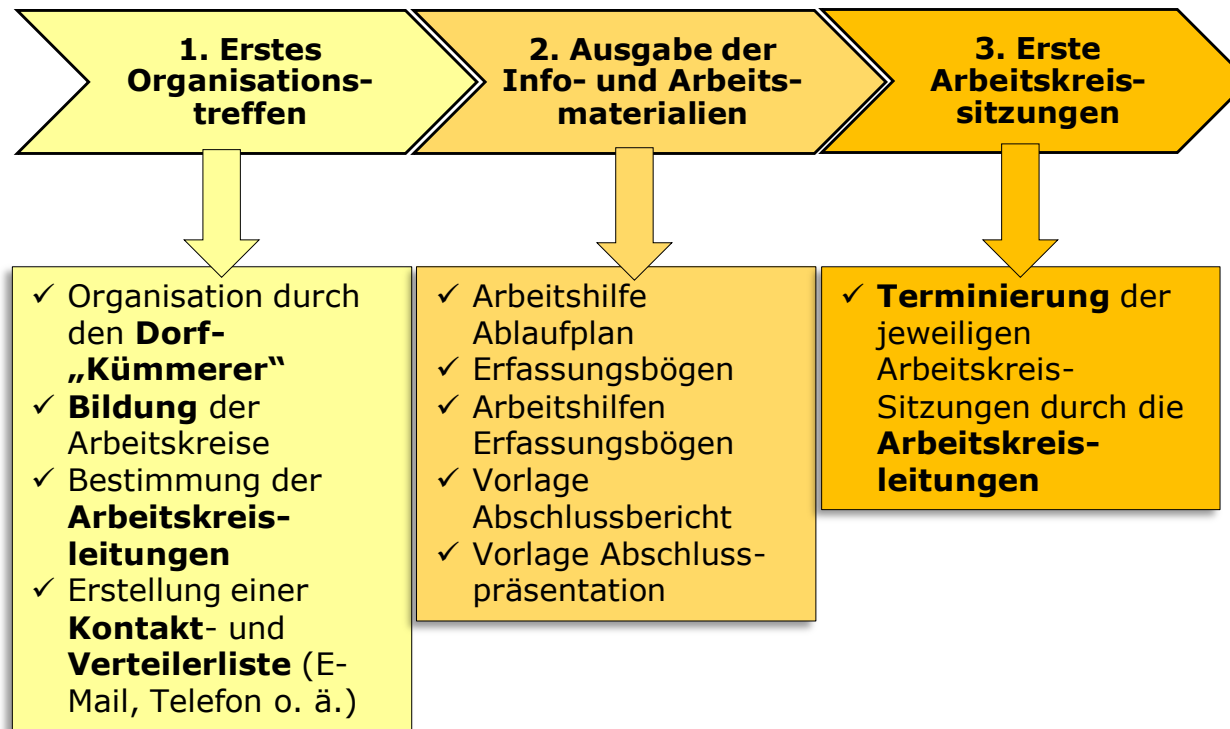 1. Erstes
Organisations-
treffen
2. Ausgabe der
Info- und Arbeits-
materialien
3. Erste
Arbeitskreis-
sitzungen
✓ Organisation durch
den Dorf-
„Kümmerer“
✓ Bildung der
Arbeitskreise
✓ Bestimmung der
Arbeitskreis-
leitungen
✓ Erstellung einer
Kontakt- und
Verteilerliste (E-
Mail, Telefon o. ä.)
✓ Arbeitshilfe
Ablaufplan
✓ Erfassungsbögen
✓ Arbeitshilfen
Erfassungsbögen
✓ Vorlage
Abschlussbericht
✓ Vorlage Abschluss-
präsentation
✓ Terminierung der
jeweiligen
Arbeitskreis-
Sitzungen durch die
Arbeitskreis-
leitungen